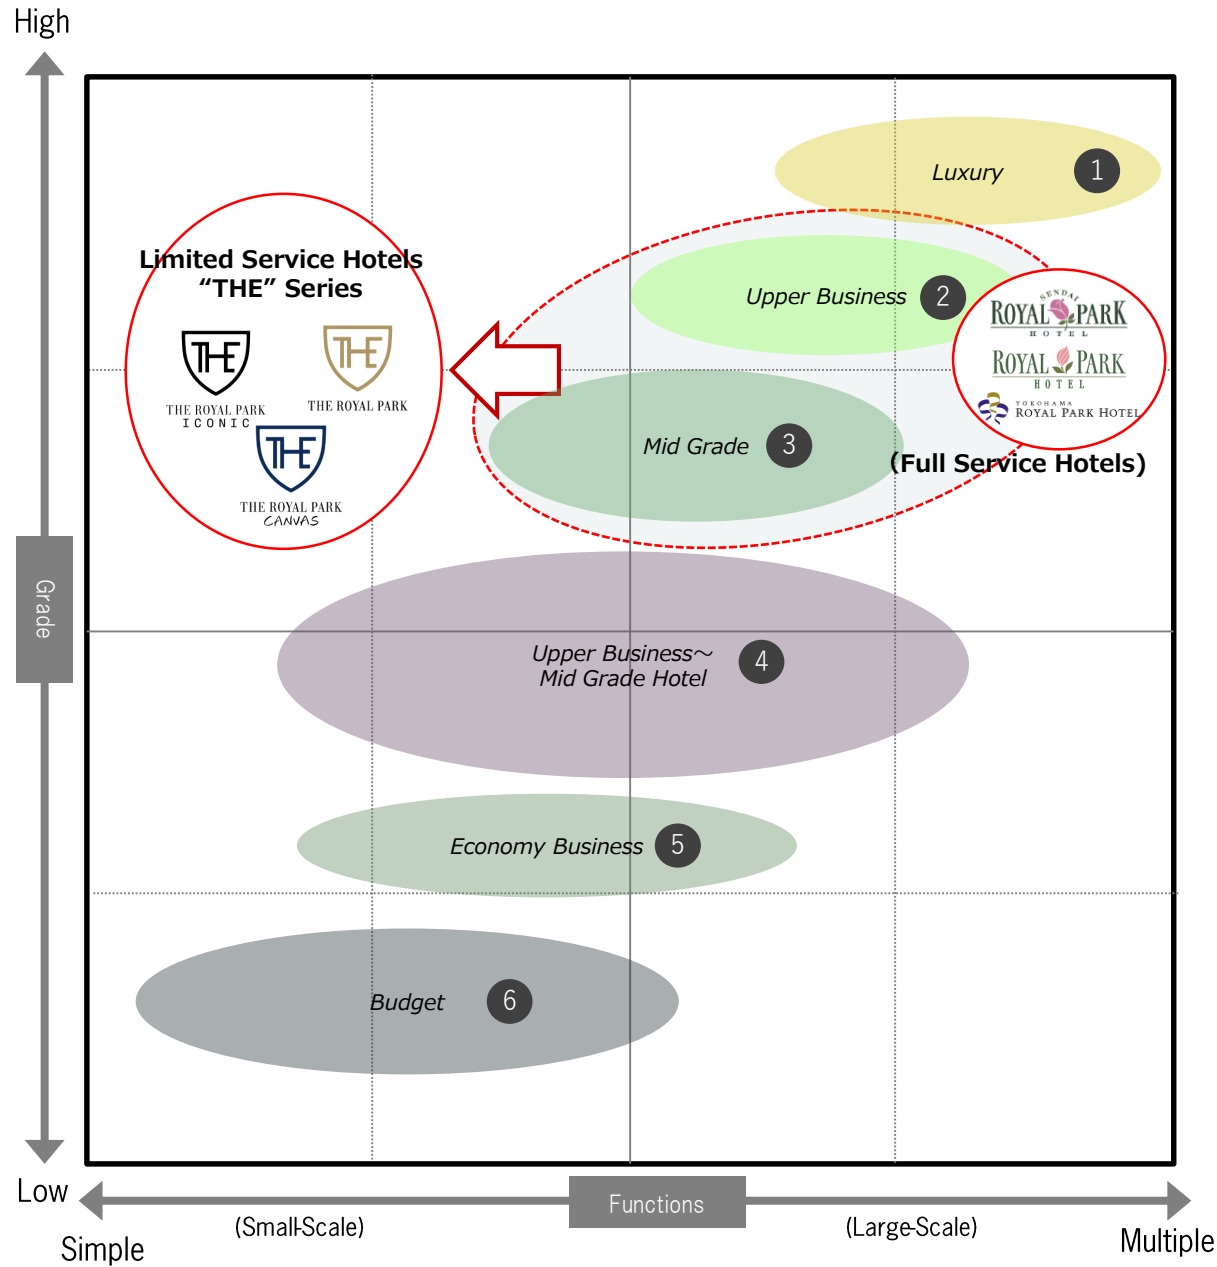 High
Luxury
1
Limited Service Hotels
“THE” Series
Upper Business
2
SENDAI
ROYAL PARK
HOTEL
ROYAL PARK
HOTEL
YOKOHAMA
ROYAL PARK HOTEL
(Full Service Hotels)
THE
THE ROYAL PARK
ICONIC
THE
THE ROYAL PARK
THE
THE ROYAL PARK
CANVAS
Mid Grade
3
Grade
Upper Business～
Mid Grade Hotel
4
Economy Business
5
Budget
6
Low
Simple
(Small-Scale)
Functions
(Large-Scale)
Multiple